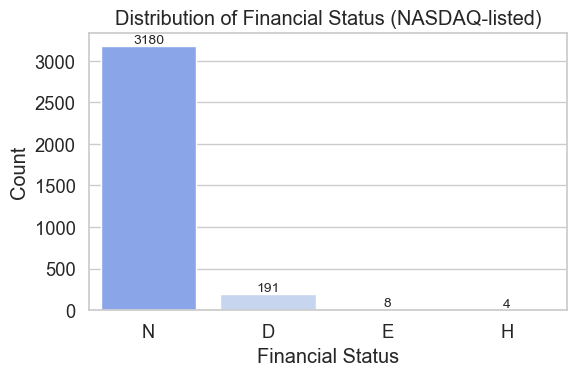 Distribution of Financial Status (NASDAQ-listed)
3180
3000
2500
2000
1500
1000
500
0
Count
191
8
4
N D E H
Financial Status